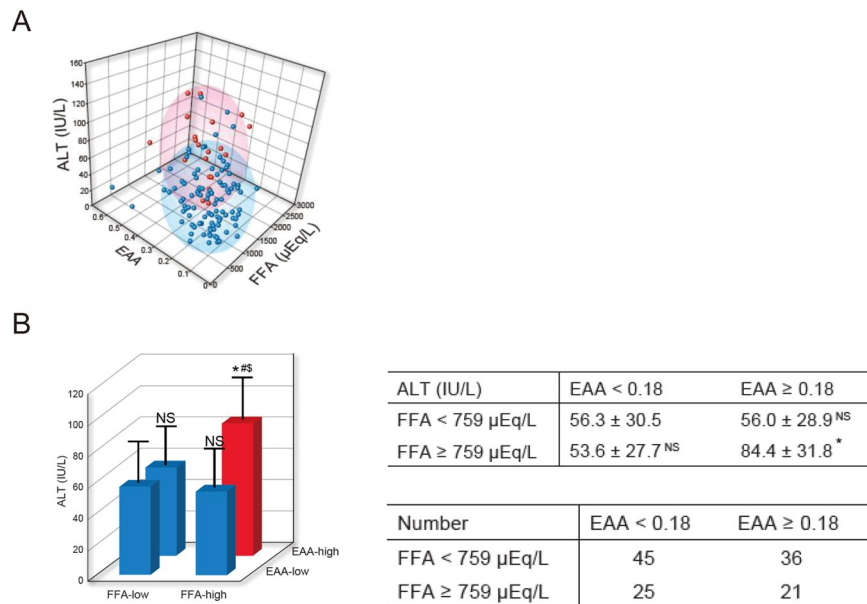 A
ALT (IU/L)
160
140
120
100
80
60
40
20
0
0.6
0.5
0.4
0.3
0.2
0.1
0
EAA
0
500
1000
1500
2000
2500
3000
FFA (µEq/L)
B
ALT (IU/L)
120
100
80
60
40
20
0
NS
NS
*#$
FFA-low
FFA-high
EAA-low
EAA-high
ALT (IU/L) EAA < 0.18 EAA ≥ 0.18
FFA < 759 µEq/L 56.3 ± 30.5 56.0 ± 28.9 NS
FFA ≥ 759 µEq/L 53.6 ± 27.7 NS 84.4 ± 31.8 *
Number EAA < 0.18 EAA ≥ 0.18
FFA < 759 µEq/L 45 36
FFA ≥ 759 µEq/L 25 21